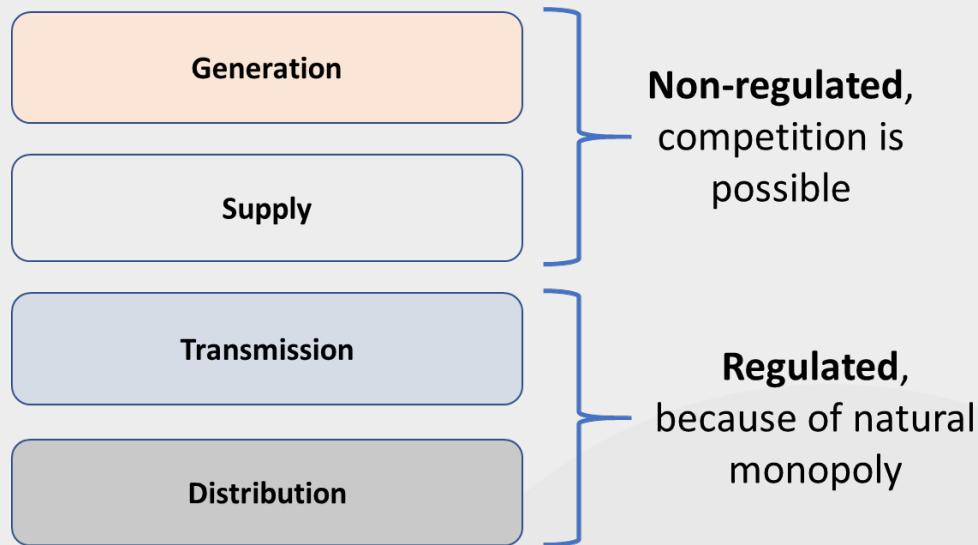 Generation
Supply
Non-regulated,
competition is
possible
Transmission
Distribution
Regulated,
because of natural
monopoly